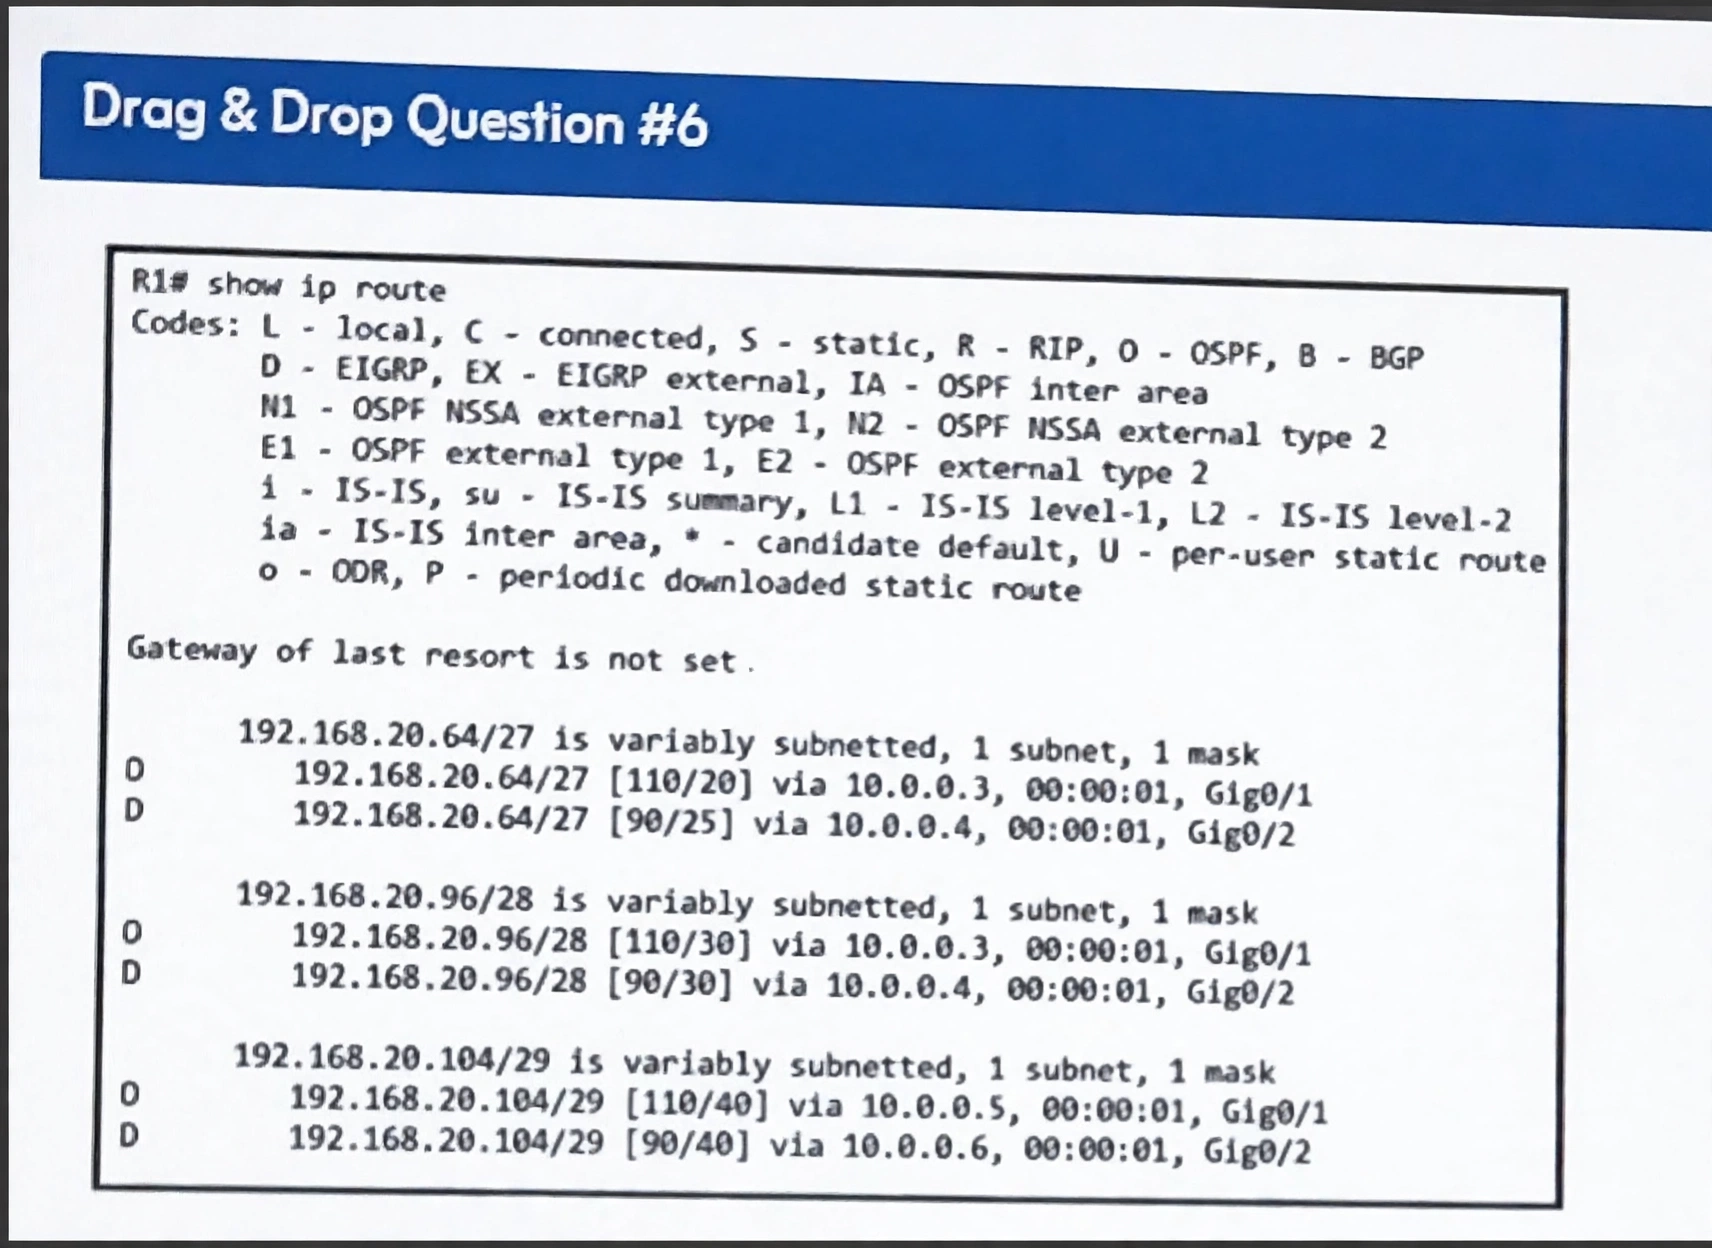 Drag & Drop Question #6
R1# show ip route
Codes: L - local, C - connected, S - static, R - RIP, O - OSPF, B - BGP
D - EIGRP, EX - EIGRP external, IA - OSPF inter area
N1 - OSPF NSSA external type 1, N2 - OSPF NSSA external type 2
E1 - OSPF external type 1, E2 - OSPF external type 2
i - IS-IS, su - IS-IS summary, L1 - IS-IS level-1, L2 - IS-IS level-2
ia - IS-IS inter area, * - candidate default, U - per-user static route
o - ODR, P - periodic downloaded static route
Gateway of last resort is not set.
192.168.20.64/27 is variably subnetted, 1 subnet, 1 mask
D 192.168.20.64/27 [110/20] via 10.0.0.3, 00:00:01, Gig0/1
D 192.168.20.64/27 [90/25] via 10.0.0.4, 00:00:01, Gig0/2
192.168.20.96/28 is variably subnetted, 1 subnet, 1 mask
O 192.168.20.96/28 [110/30] via 10.0.0.3, 00:00:01, Gig0/1
D 192.168.20.96/28 [90/30] via 10.0.0.4, 00:00:01, Gig0/2
192.168.20.104/29 is variably subnetted, 1 subnet, 1 mask
O 192.168.20.104/29 [110/40] via 10.0.0.5, 00:00:01, Gig0/1
D 192.168.20.104/29 [90/40] via 10.0.0.6, 00:00:01, Gig0/2